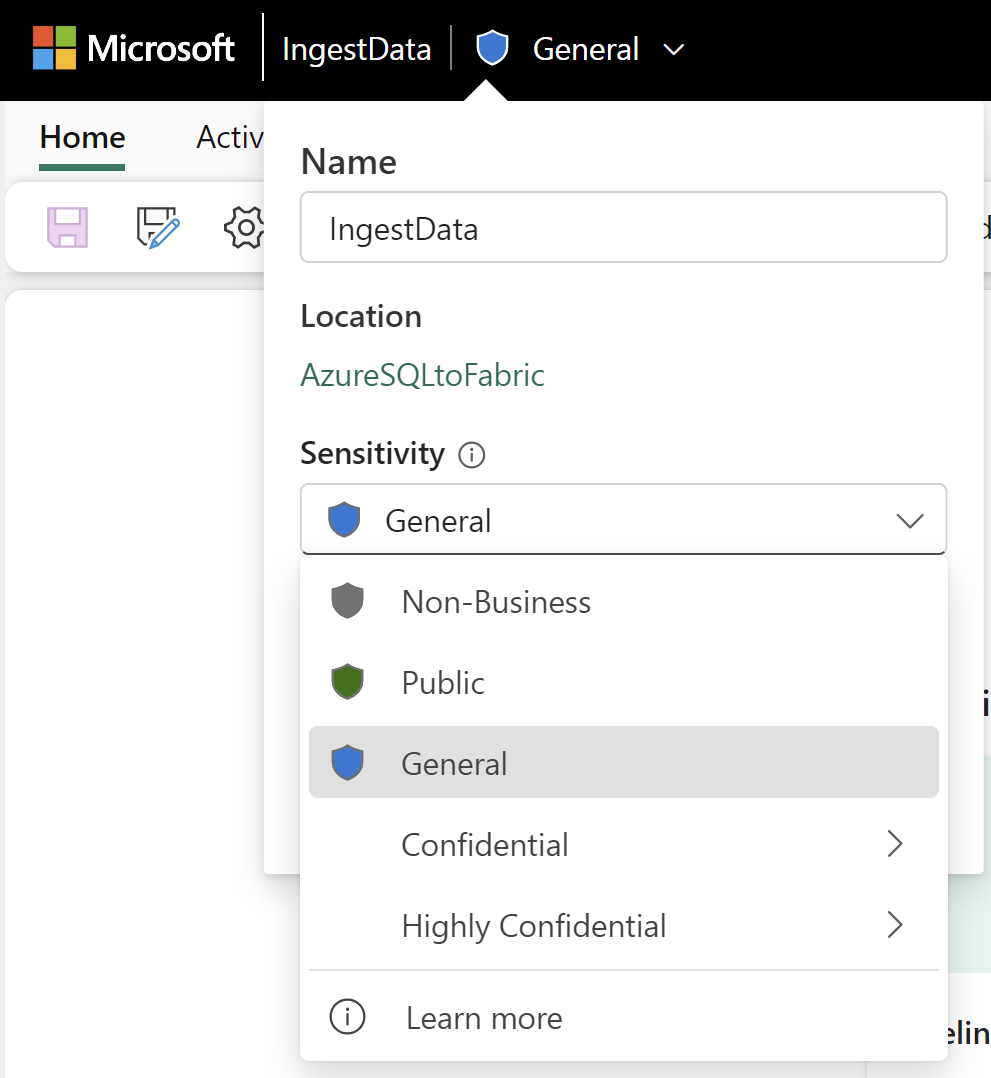 Microsoft IngestData General
Home Activ
Name
IngestData
Location
AzureSQLtoFabric
Sensitivity
General
Non-Business
Public
General
Confidential
Highly Confidential
Learn more
elin